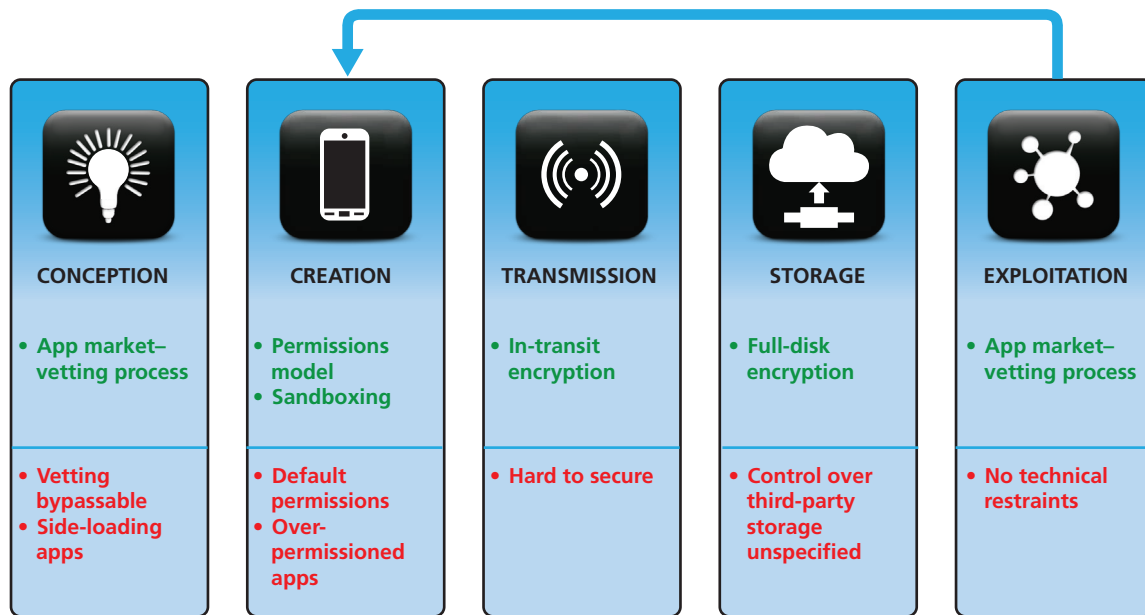 CONCEPTION
• App market–
vetting process
• Vetting
bypassable
• Side-loading
apps
CREATION
• Permissions
model
• Sandboxing
• Default
permissions
• Over-
permissioned
apps
TRANSMISSION
• In-transit
encryption
• Hard to secure
STORAGE
• Full-disk
encryption
• Control over
third-party
storage
unspecified
EXPLOITATION
• App market–
vetting process
• No technical
restraints